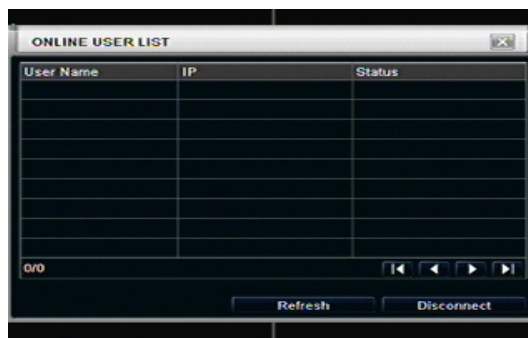 ONLINE USER LIST
User Name IP Status
0/0
Refresh Disconnect